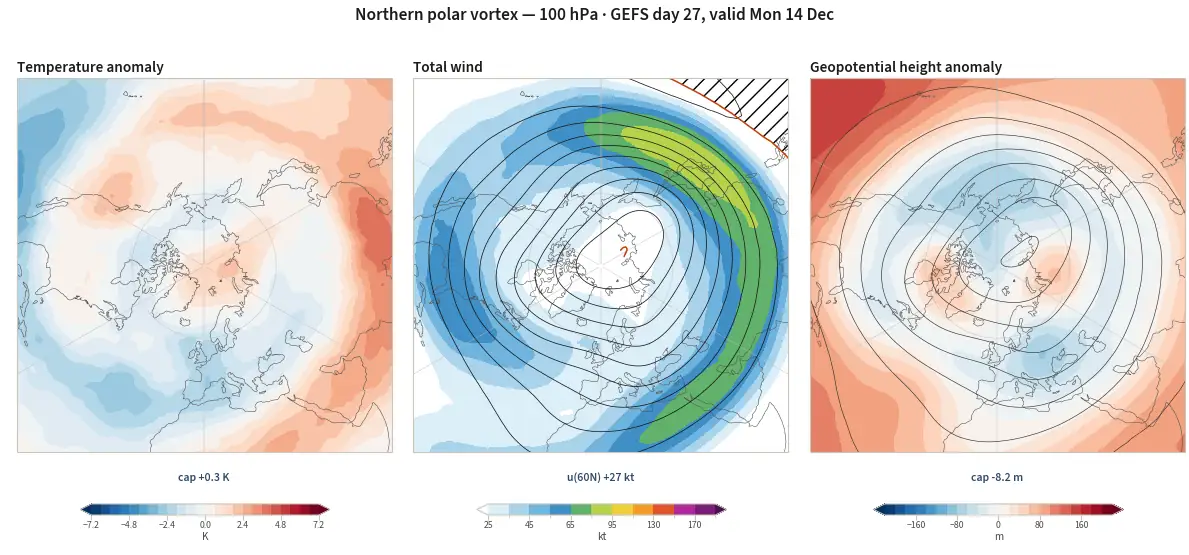 Northern polar vortex — 100 hPa · GEFS day 27, valid Mon 14 Dec
Temperature anomaly
Total wind
Geopotential height anomaly
cap +0.3 K
u(60N) +27 kt
cap -8.2 m
−7.2 −4.8 −2.4 0.0 2.4 4.8 7.2
K
25 45 65 95 130 170
kt
−160 −80 0 80 160
m